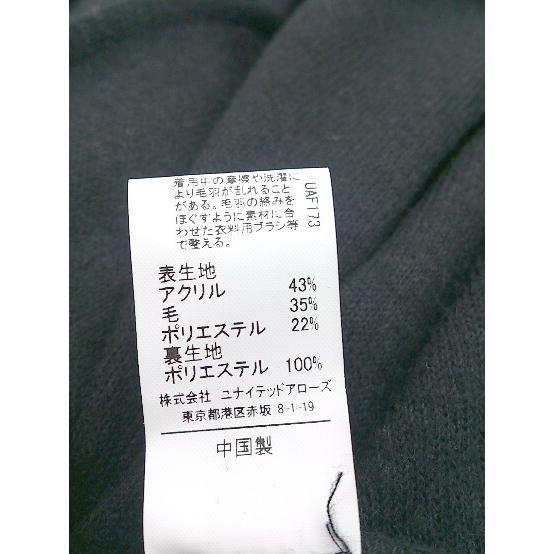 着用中の摩擦や洗濯に
より毛羽が乱れること
がある。毛羽の絡みを
ほぐすように素材に合
わせた衣料用ブラシ等
で整える。
UAF173
表生地
アクリル 43%
毛 35%
ポリエステル 22%
裏生地
ポリエステル 100%
株式会社 ユナイテッドアローズ
東京都港区赤坂 8-1-19
中国製